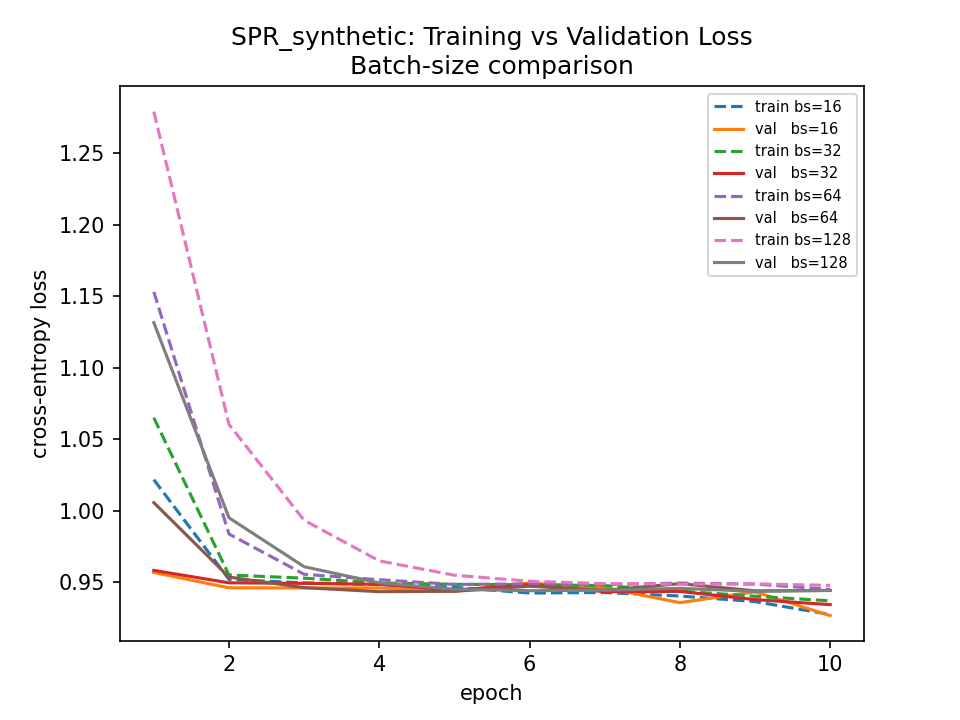 SPR_synthetic: Training vs Validation Loss
Batch-size comparison
train bs=16
val   bs=16
train bs=32
val   bs=32
train bs=64
val   bs=64
train bs=128
val   bs=128
cross-entropy loss
1.25
1.20
1.15
1.10
1.05
1.00
0.95
2
4
6
8
10
epoch